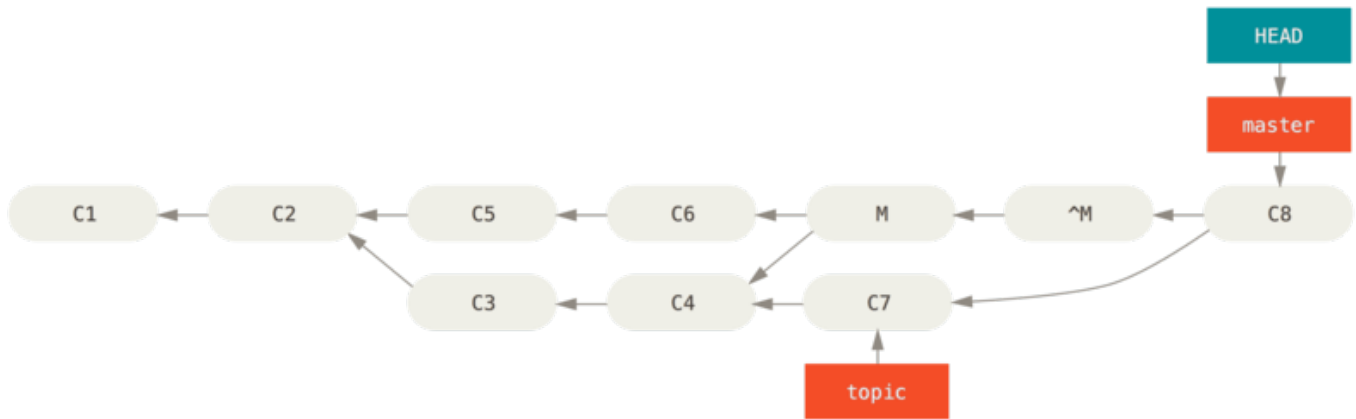 HEAD
master
C1 C2 C5 C6 M ^M C8
C3 C4 C7
topic